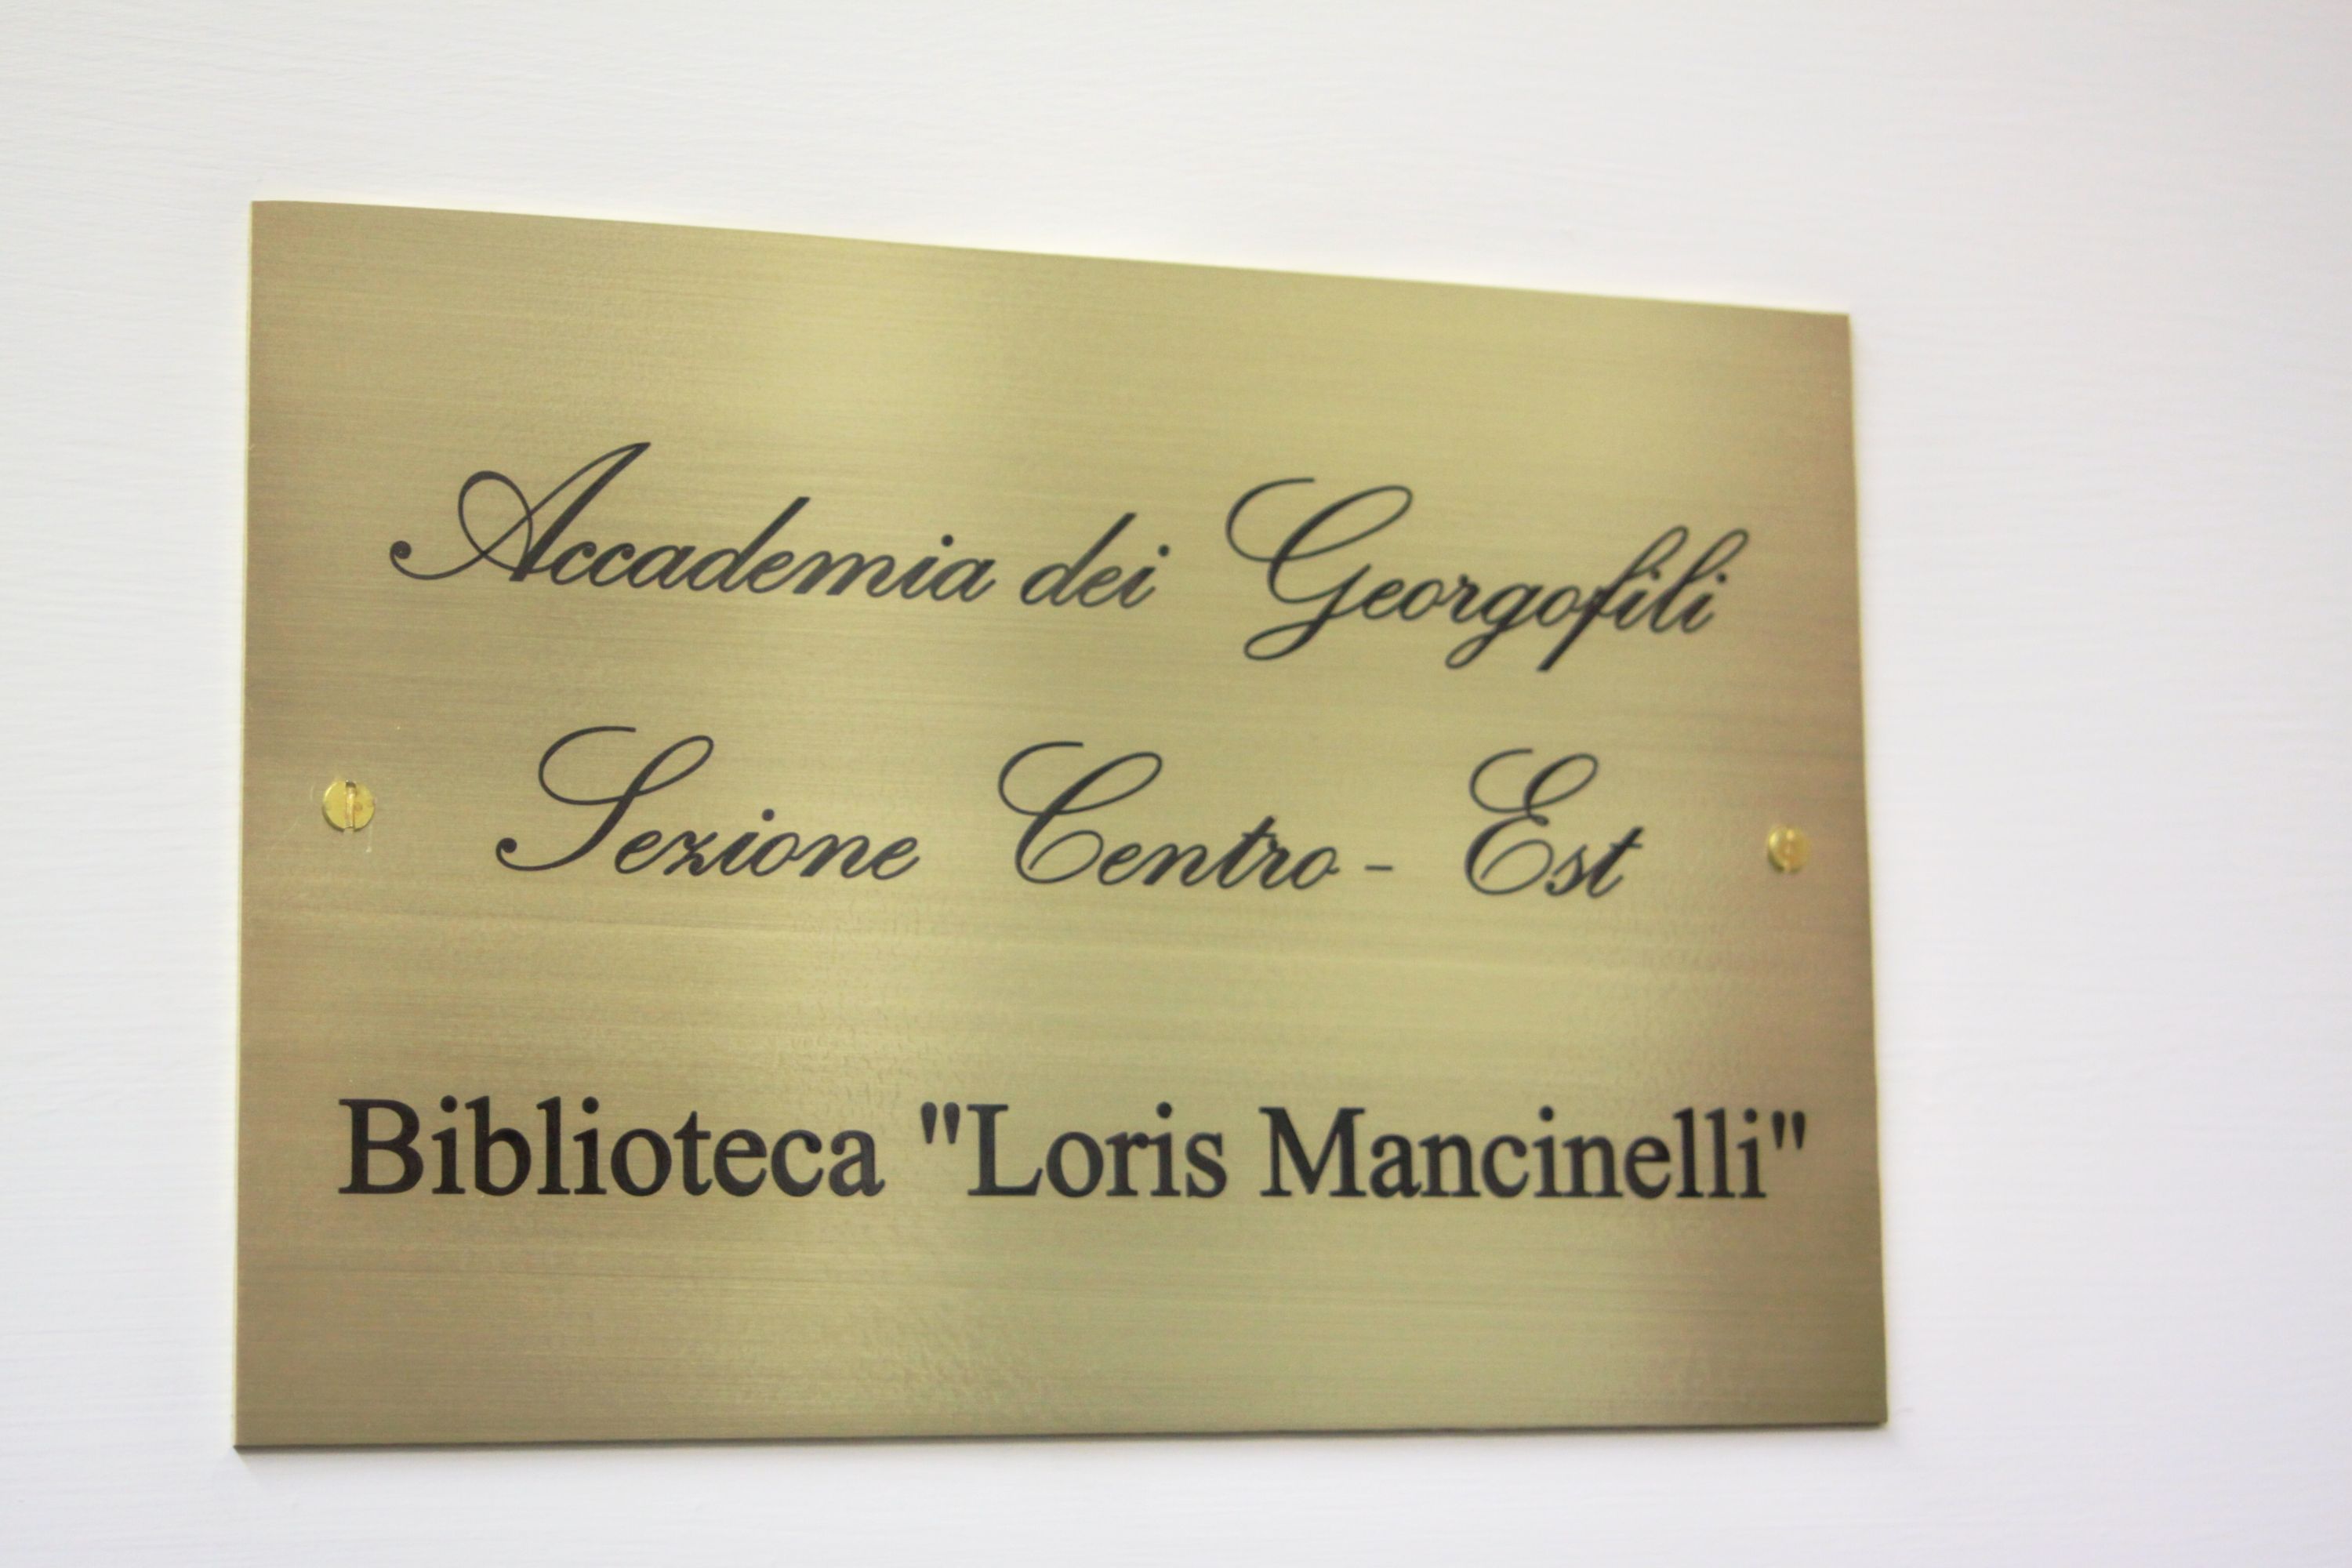 Accademia dei Georgofili
Sezione Centro - Est
Biblioteca "Loris Mancinelli"